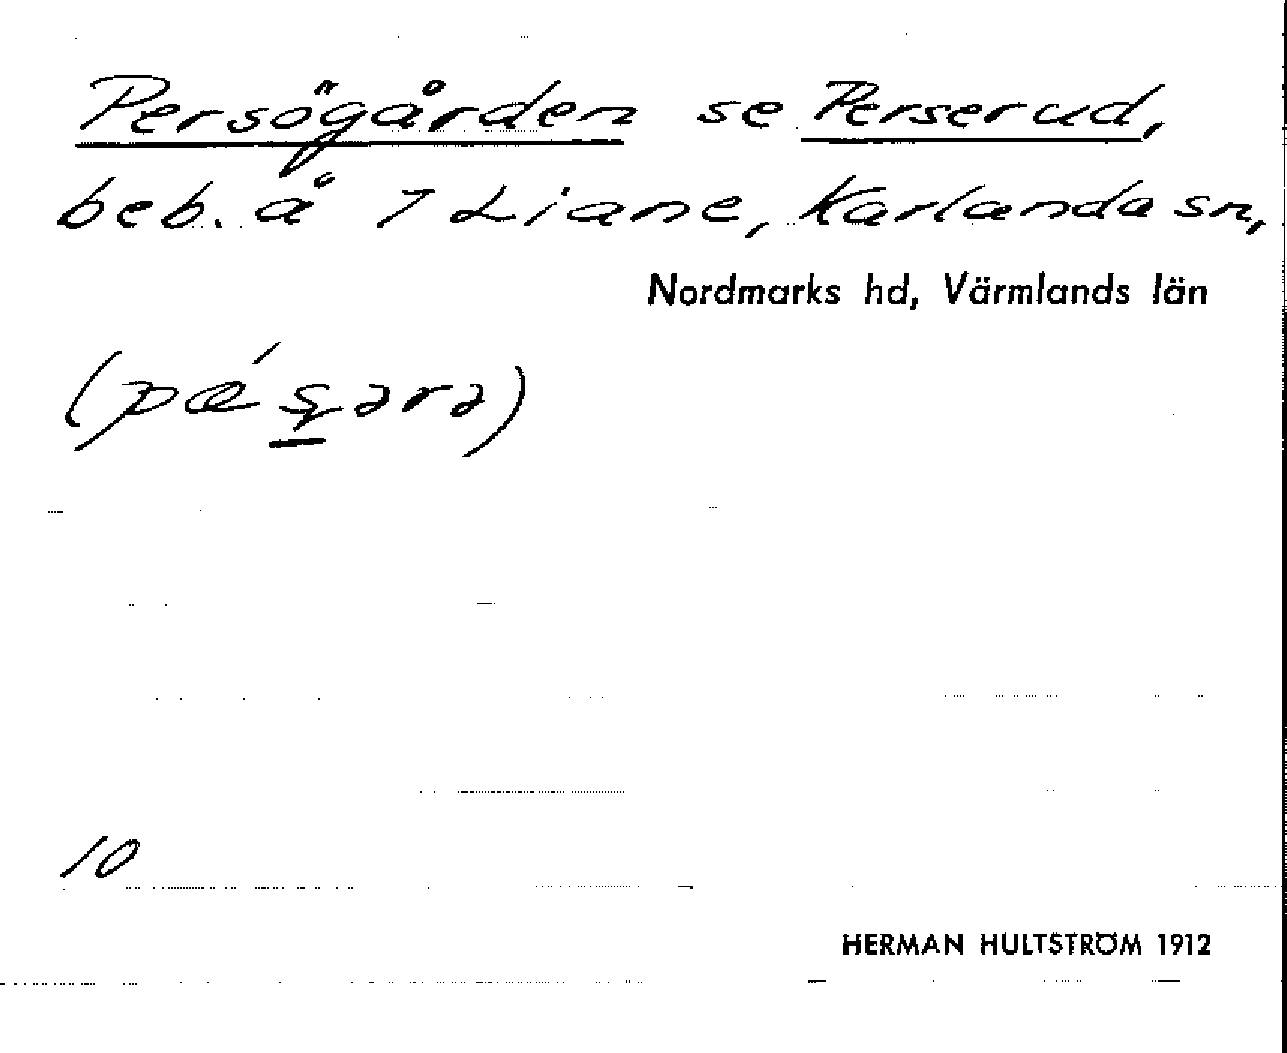 Persögården se Perserud,
beb. å 7 Liane, Karlanda sn,
Nordmarks hd, Värmlands län
10
HERMAN HULTSTRÖM 1912